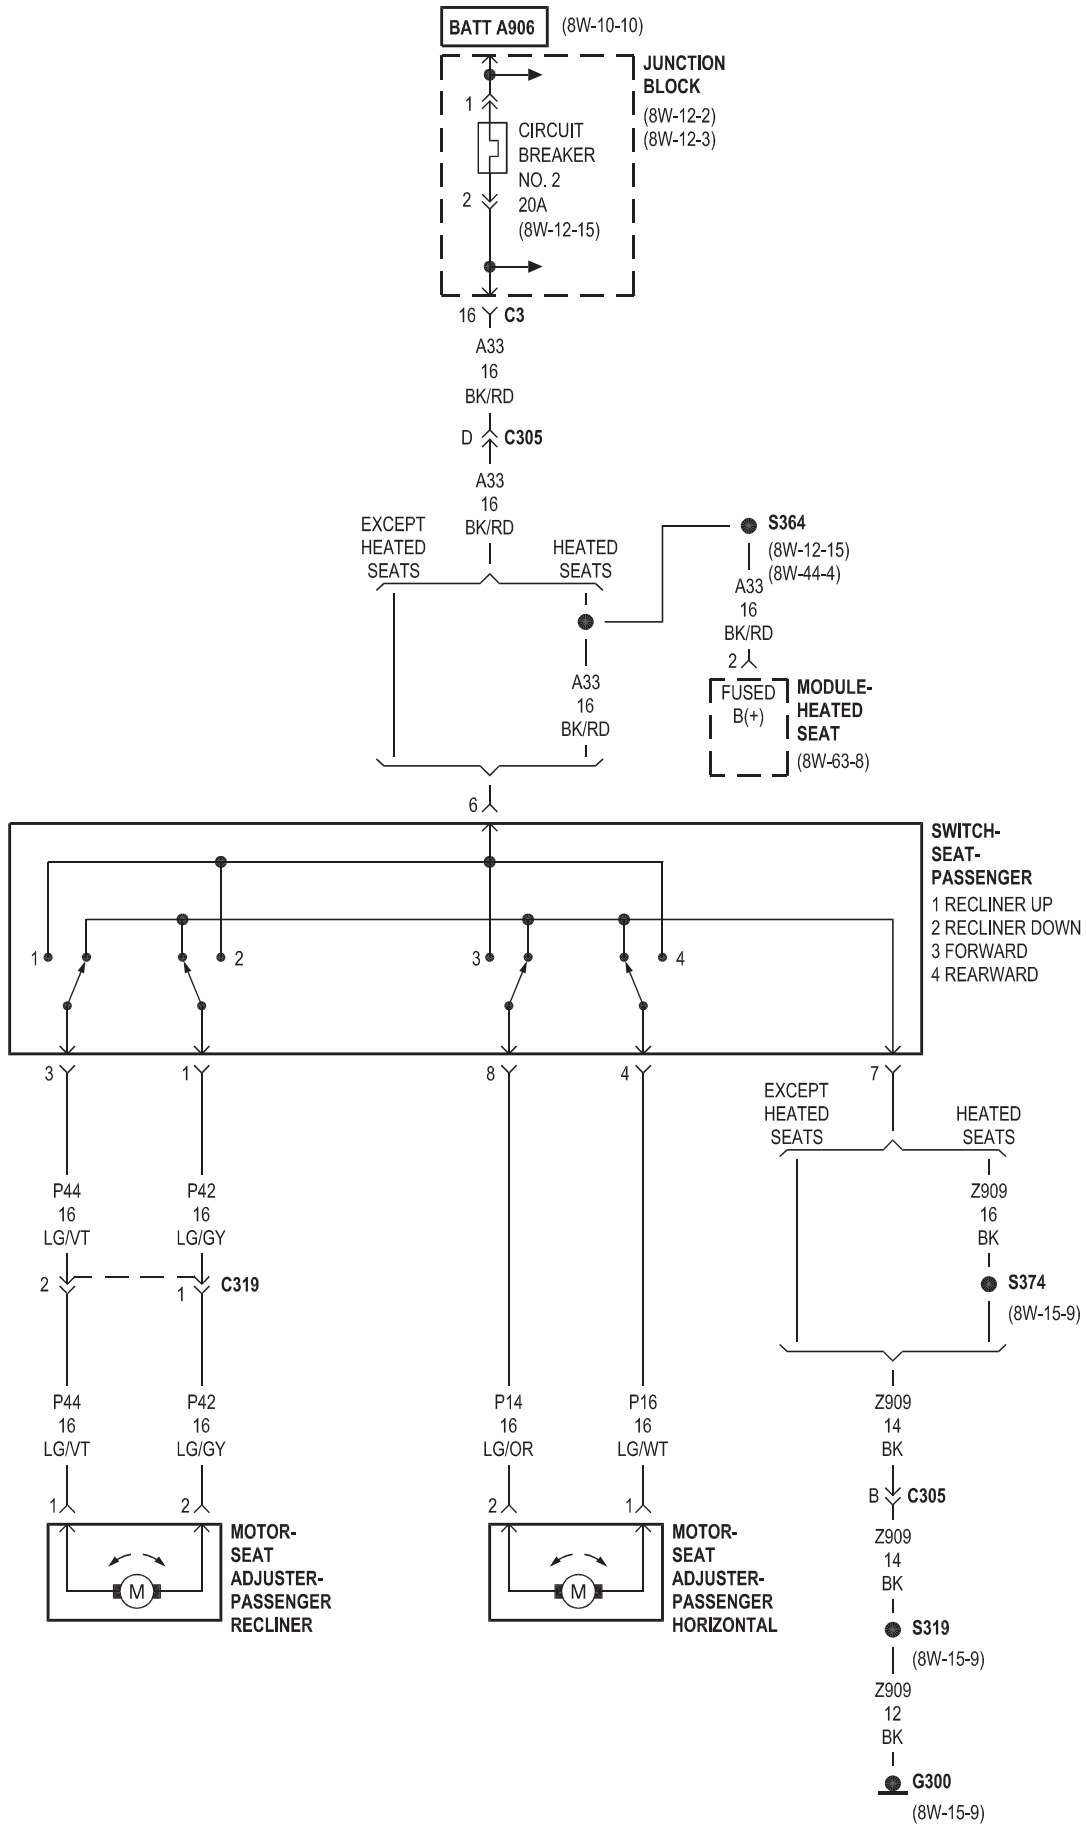 BATT A906
(8W-10-10)
JUNCTION
BLOCK
(8W-12-2)
(8W-12-3)
1
CIRCUIT
BREAKER
NO. 2
20A
(8W-12-15)
2
16
C3
A33
16
BK/RD
D
C305
A33
16
BK/RD
EXCEPT
HEATED
SEATS
HEATED
SEATS
S364
(8W-12-15)
(8W-44-4)
A33
16
BK/RD
2
FUSED
B(+)
MODULE-
HEATED
SEAT
(8W-63-8)
A33
16
BK/RD
6
SWITCH-
SEAT-
PASSENGER
1 RECLINER UP
2 RECLINER DOWN
3 FORWARD
4 REARWARD
1
2
3
4
3
1
8
4
7
EXCEPT
HEATED
SEATS
HEATED
SEATS
P44
16
LG/VT
P42
16
LG/GY
Z909
16
BK
2
1
C319
S374
(8W-15-9)
P44
16
LG/VT
P42
16
LG/GY
P14
16
LG/OR
P16
16
LG/WT
Z909
14
BK
1
2
2
1
B
C305
MOTOR-
SEAT
ADJUSTER-
PASSENGER
RECLINER
M
MOTOR-
SEAT
ADJUSTER-
PASSENGER
HORIZONTAL
M
Z909
14
BK
S319
(8W-15-9)
Z909
12
BK
G300
(8W-15-9)